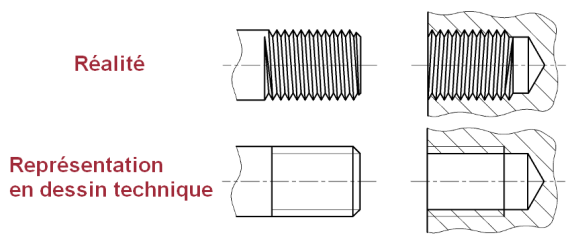 Réalité
Représentation
en dessin technique